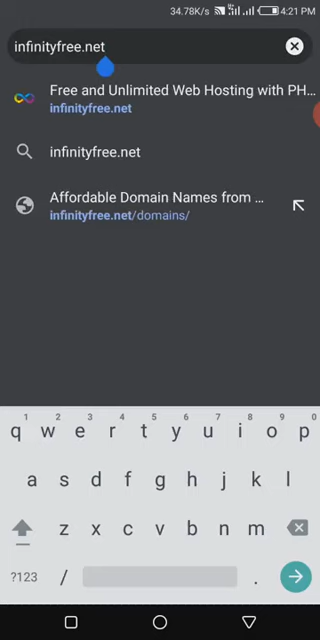 34.78K/s 4:21 PM
infinityfree.net
Free and Unlimited Web Hosting with PH...
infinityfree.net
infinityfree.net
Affordable Domain Names from ...
infinityfree.net/domains/
1 2 3 4 5 6 7 8 9 0
q w e r t y u i o p
a s d f g h j k l
z x c v b n m
?123 / .